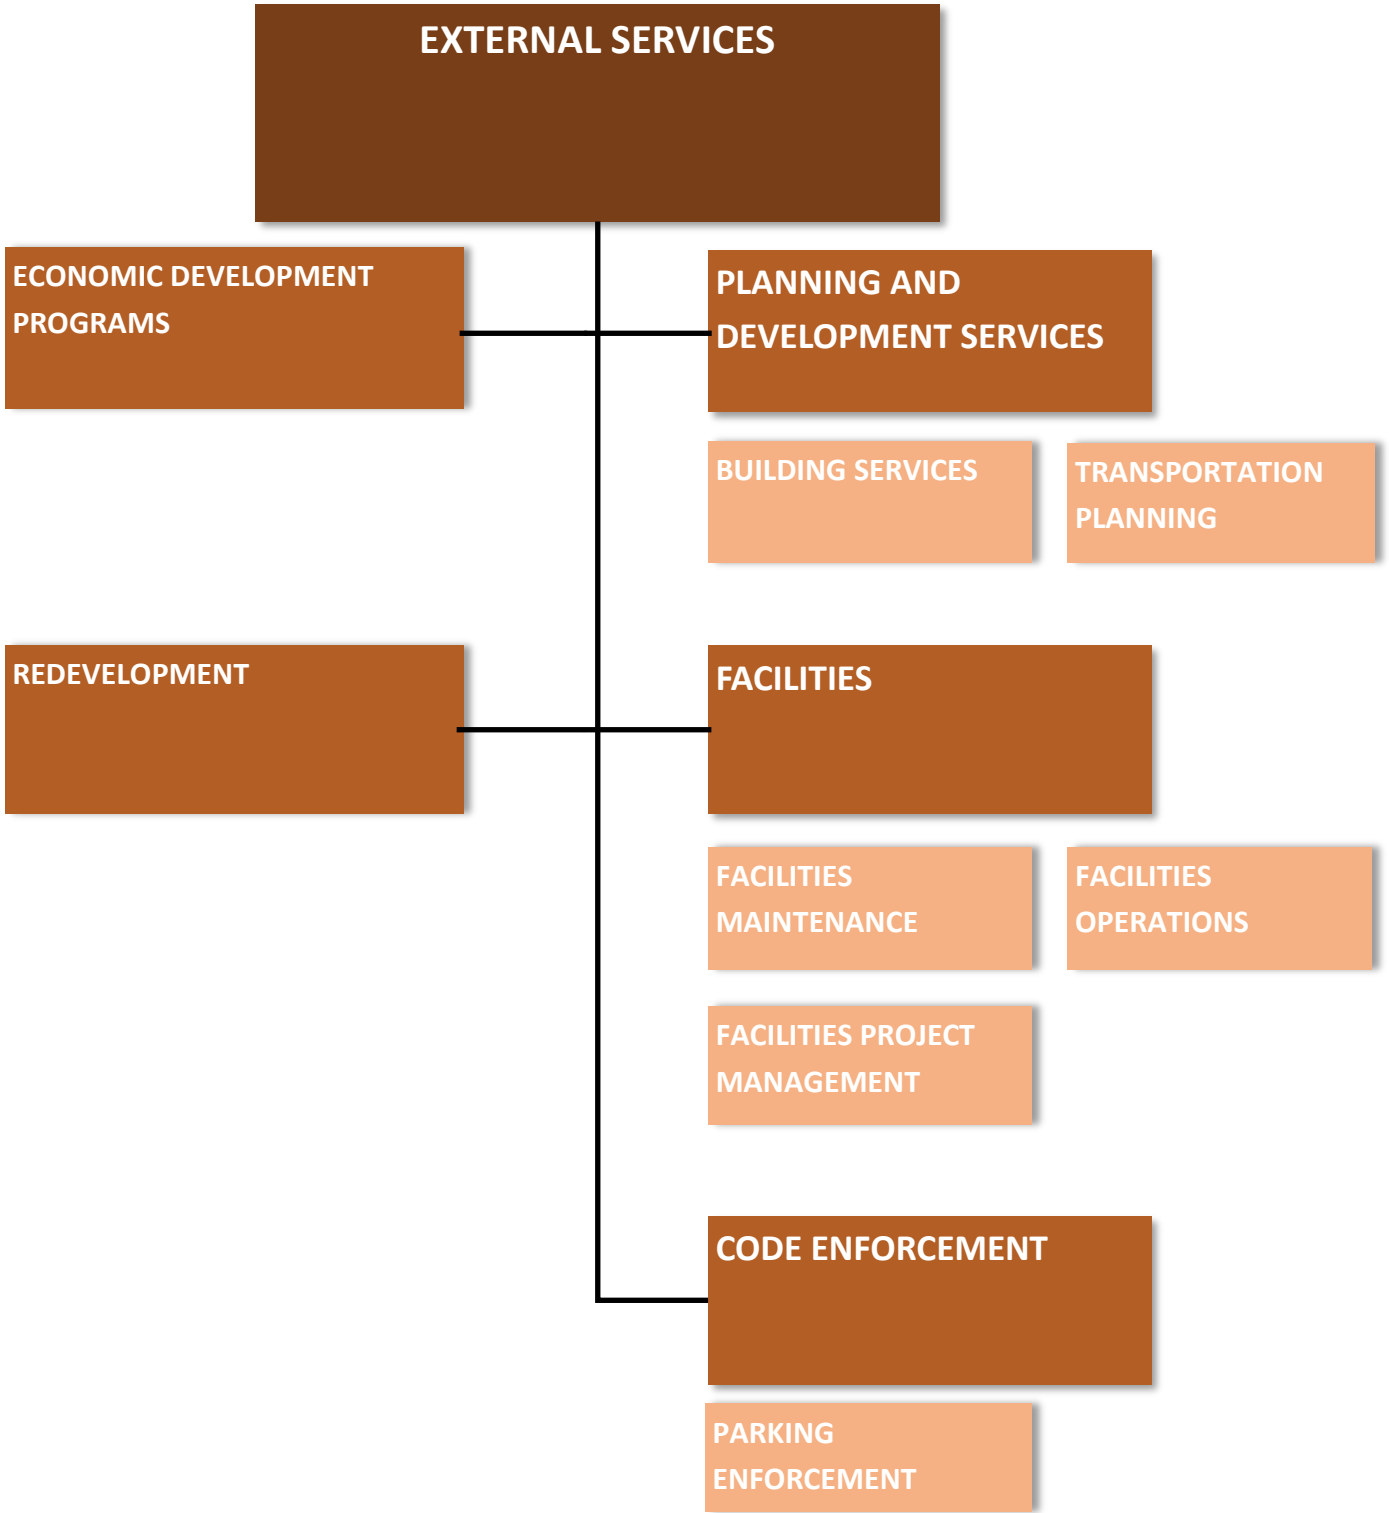 EXTERNAL SERVICES
ECONOMIC DEVELOPMENT
PROGRAMS
PLANNING AND
DEVELOPMENT SERVICES
BUILDING SERVICES
TRANSPORTATION
PLANNING
REDEVELOPMENT
FACILITIES
FACILITIES
MAINTENANCE
FACILITIES
OPERATIONS
FACILITIES PROJECT
MANAGEMENT
CODE ENFORCEMENT
PARKING
ENFORCEMENT